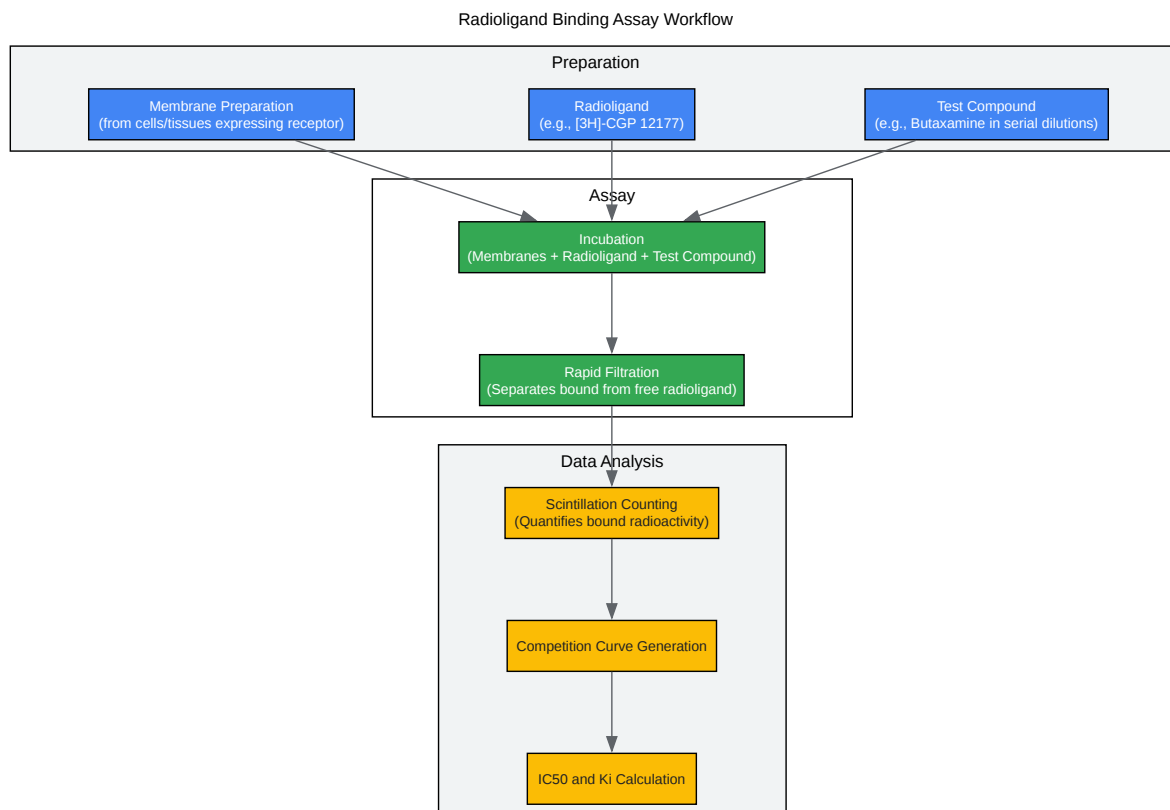 Radioligand Binding Assay Workflow
Preparation
Membrane Preparation
(from cells/tissues expressing receptor)
Radioligand
(e.g., [3H]-CGP 12177)
Test Compound
(e.g., Butaxamine in serial dilutions)
Assay
Incubation
(Membranes + Radioligand + Test Compound)
Rapid Filtration
(Separates bound from free radioligand)
Data Analysis
Scintillation Counting
(Quantifies bound radioactivity)
Competition Curve Generation
IC50 and Ki Calculation